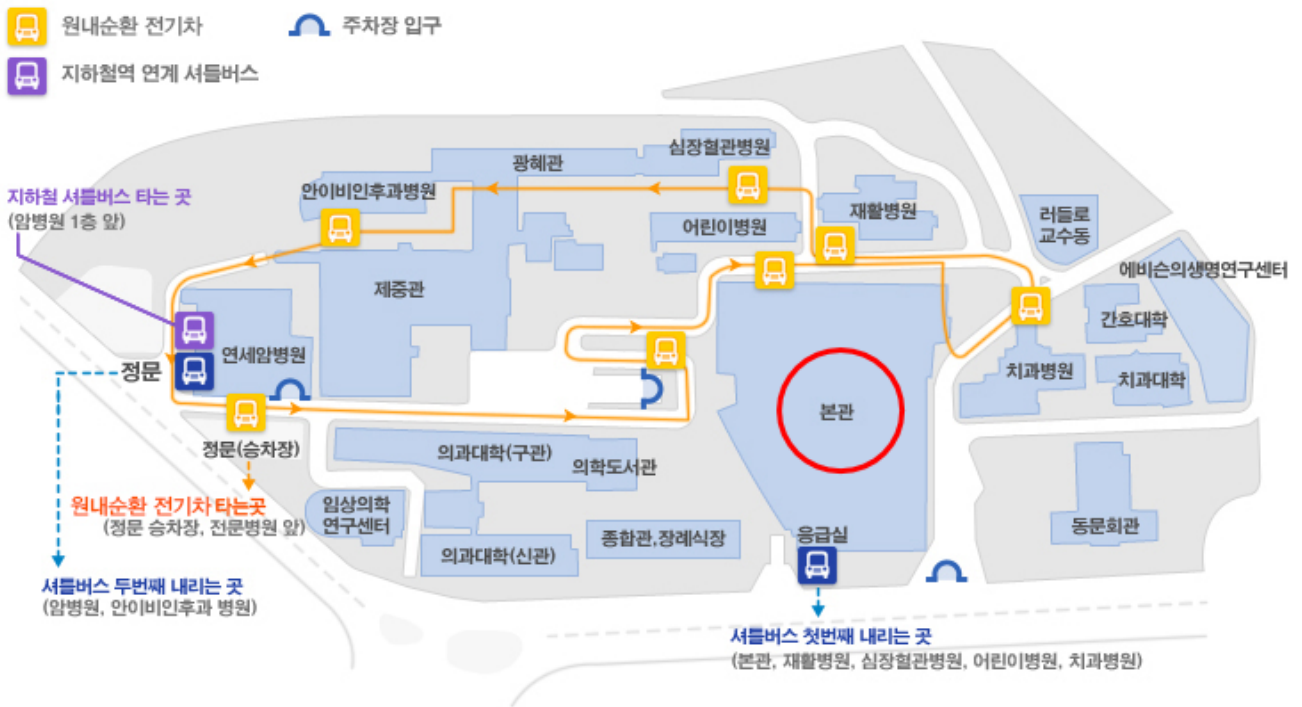 원내순환 전기차
주차장 입구
지하철역 연계 셔틀버스
심장혈관병원
광혜관
안이비인후과병원
지하철 셔틀버스 타는 곳
(암병원 1층 앞)
재활병원
러들로
교수동
어린이병원
에비슨의생명연구센터
제중관
간호대학
연세암병원
정문
치과병원
치과대학
본관
정문(승차장)
의과대학(구관)
의학도서관
원내순환 전기차 타는곳
(정문 승차장, 전문병원 앞)
임상의학
연구센터
동문회관
응급실
종합관,장례식장
의과대학(신관)
셔틀버스 두번째 내리는 곳
(암병원, 안이비인후과 병원)
셔틀버스 첫번째 내리는 곳
(본관, 재활병원, 심장혈관병원, 어린이병원, 치과병원)